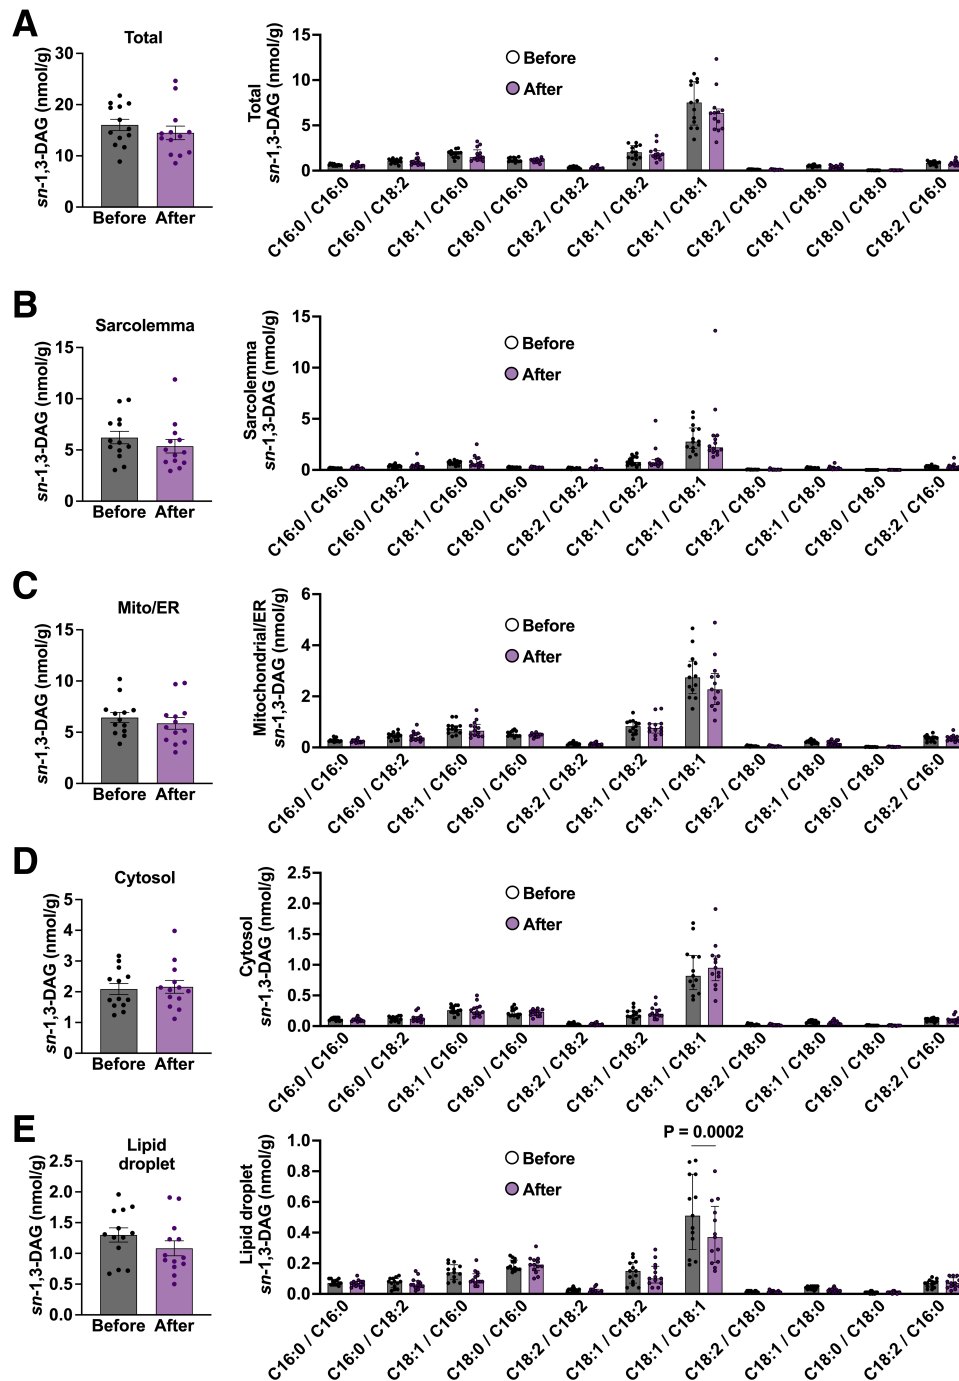 A
Total
sn-1,3-DAG (nmol/g)
30
20
10
0
Before After
Total
sn-1,3-DAG (nmol/g)
15
10
5
0
Before
After
C16:0 / C16:0
C16:0 / C18:2
C18:1 / C16:0
C18:0 / C16:0
C18:2 / C18:2
C18:1 / C18:2
C18:1 / C18:1
C18:2 / C18:0
C18:1 / C18:0
C18:0 / C18:0
C18:2 / C16:0
B
Sarcolemma
sn-1,3-DAG (nmol/g)
15
10
5
0
Before After
Sarcolemma
sn-1,3-DAG (nmol/g)
15
10
5
0
Before
After
C16:0 / C16:0
C16:0 / C18:2
C18:1 / C16:0
C18:0 / C16:0
C18:2 / C18:2
C18:1 / C18:2
C18:1 / C18:1
C18:2 / C18:0
C18:1 / C18:0
C18:0 / C18:0
C18:2 / C16:0
C
Mito/ER
sn-1,3-DAG (nmol/g)
15
10
5
0
Before After
Mitochondrial/ER
sn-1,3-DAG (nmol/g)
6
4
2
0
Before
After
C16:0 / C16:0
C16:0 / C18:2
C18:1 / C16:0
C18:0 / C16:0
C18:2 / C18:2
C18:1 / C18:2
C18:1 / C18:1
C18:2 / C18:0
C18:1 / C18:0
C18:0 / C18:0
C18:2 / C16:0
D
Cytosol
sn-1,3-DAG (nmol/g)
5
4
3
2
1
0
Before After
Cytosol
sn-1,3-DAG (nmol/g)
2.5
2.0
1.5
1.0
0.5
0.0
Before
After
C16:0 / C16:0
C16:0 / C18:2
C18:1 / C16:0
C18:0 / C16:0
C18:2 / C18:2
C18:1 / C18:2
C18:1 / C18:1
C18:2 / C18:0
C18:1 / C18:0
C18:0 / C18:0
C18:2 / C16:0
E
Lipid
droplet
sn-1,3-DAG (nmol/g)
2.5
2.0
1.5
1.0
0.5
0.0
Before After
Lipid droplet
sn-1,3-DAG (nmol/g)
1.0
0.8
0.6
0.4
0.2
0.0
Before
After
P = 0.0002
C16:0 / C16:0
C16:0 / C18:2
C18:1 / C16:0
C18:0 / C16:0
C18:2 / C18:2
C18:1 / C18:2
C18:1 / C18:1
C18:2 / C18:0
C18:1 / C18:0
C18:0 / C18:0
C18:2 / C16:0